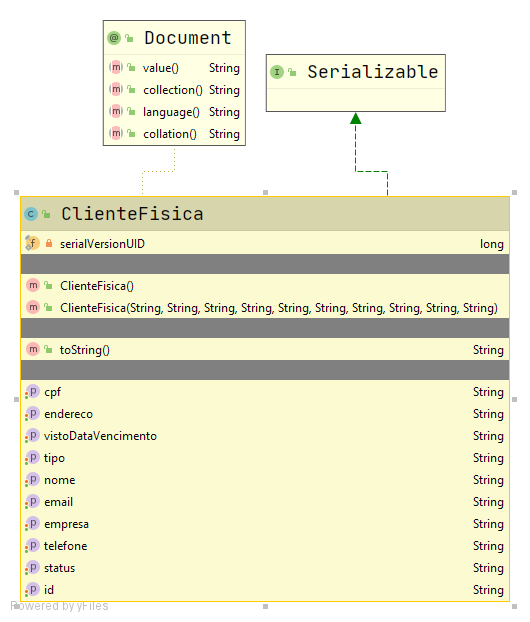 @ Document
m value() String
m collection() String
m language() String
m collation() String
I Serializable
C ClienteFisica
f serialVersionUID long
m ClienteFisica()
m ClienteFisica(String, String, String, String, String, String, String, String, String, String)
m toString() String
p cpf String
p endereco String
p vistoDataVencimento String
p tipo String
p nome String
p email String
p empresa String
p telefone String
p status String
p id String
Powered by yFiles